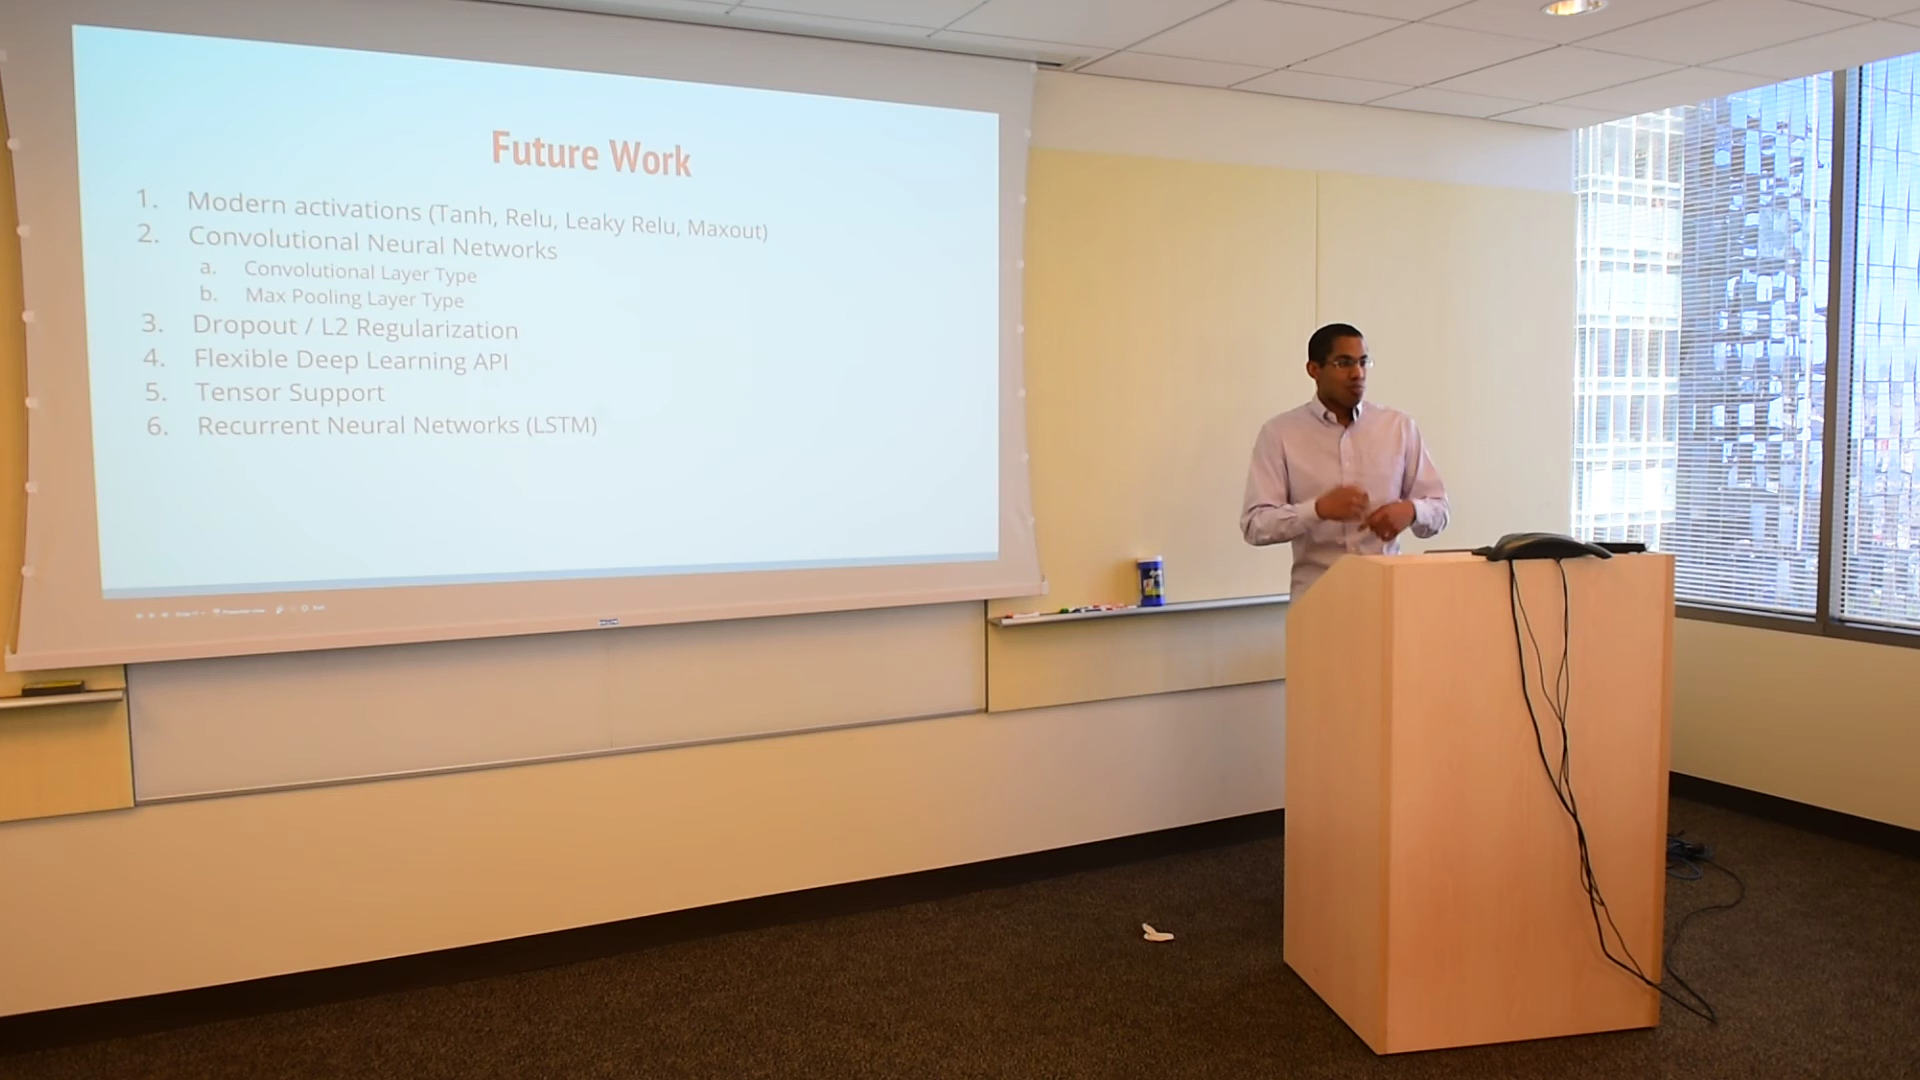 Future Work
1. Modern activations (Tanh, Relu, Leaky Relu, Maxout)
2. Convolutional Neural Networks
a. Convolutional Layer Type
b. Max Pooling Layer Type
3. Dropout / L2 Regularization
4. Flexible Deep Learning API
5. Tensor Support
6. Recurrent Neural Networks (LSTM)